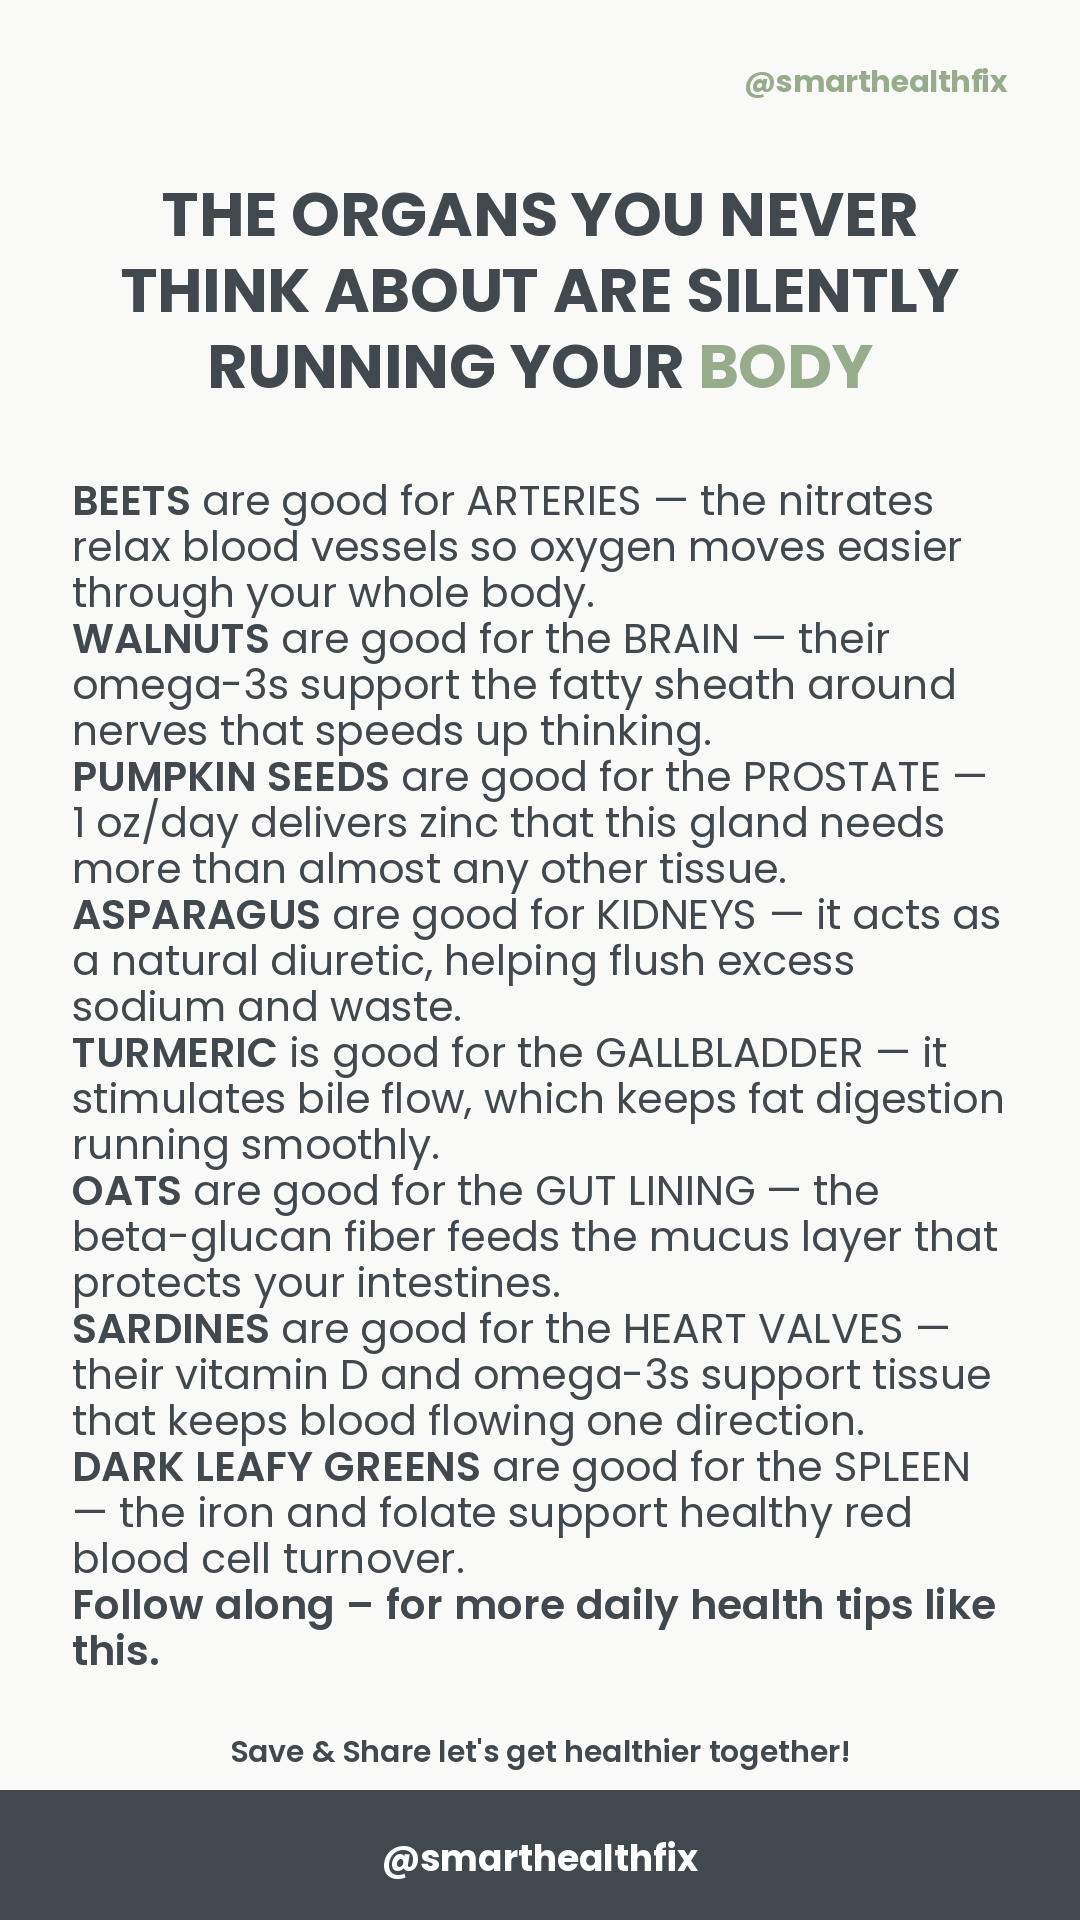 @smarthealthfix
THE ORGANS YOU NEVER
THINK ABOUT ARE SILENTLY
RUNNING YOUR BODY
BEETS are good for ARTERIES — the nitrates
relax blood vessels so oxygen moves easier
through your whole body.
WALNUTS are good for the BRAIN — their
omega-3s support the fatty sheath around
nerves that speeds up thinking.
PUMPKIN SEEDS are good for the PROSTATE —
1 oz/day delivers zinc that this gland needs
more than almost any other tissue.
ASPARAGUS are good for KIDNEYS — it acts as
a natural diuretic, helping flush excess
sodium and waste.
TURMERIC is good for the GALLBLADDER — it
stimulates bile flow, which keeps fat digestion
running smoothly.
OATS are good for the GUT LINING — the
beta-glucan fiber feeds the mucus layer that
protects your intestines.
SARDINES are good for the HEART VALVES —
their vitamin D and omega-3s support tissue
that keeps blood flowing one direction.
DARK LEAFY GREENS are good for the SPLEEN
— the iron and folate support healthy red
blood cell turnover.
Follow along – for more daily health tips like
this.
Save & Share let's get healthier together!
@smarthealthfix